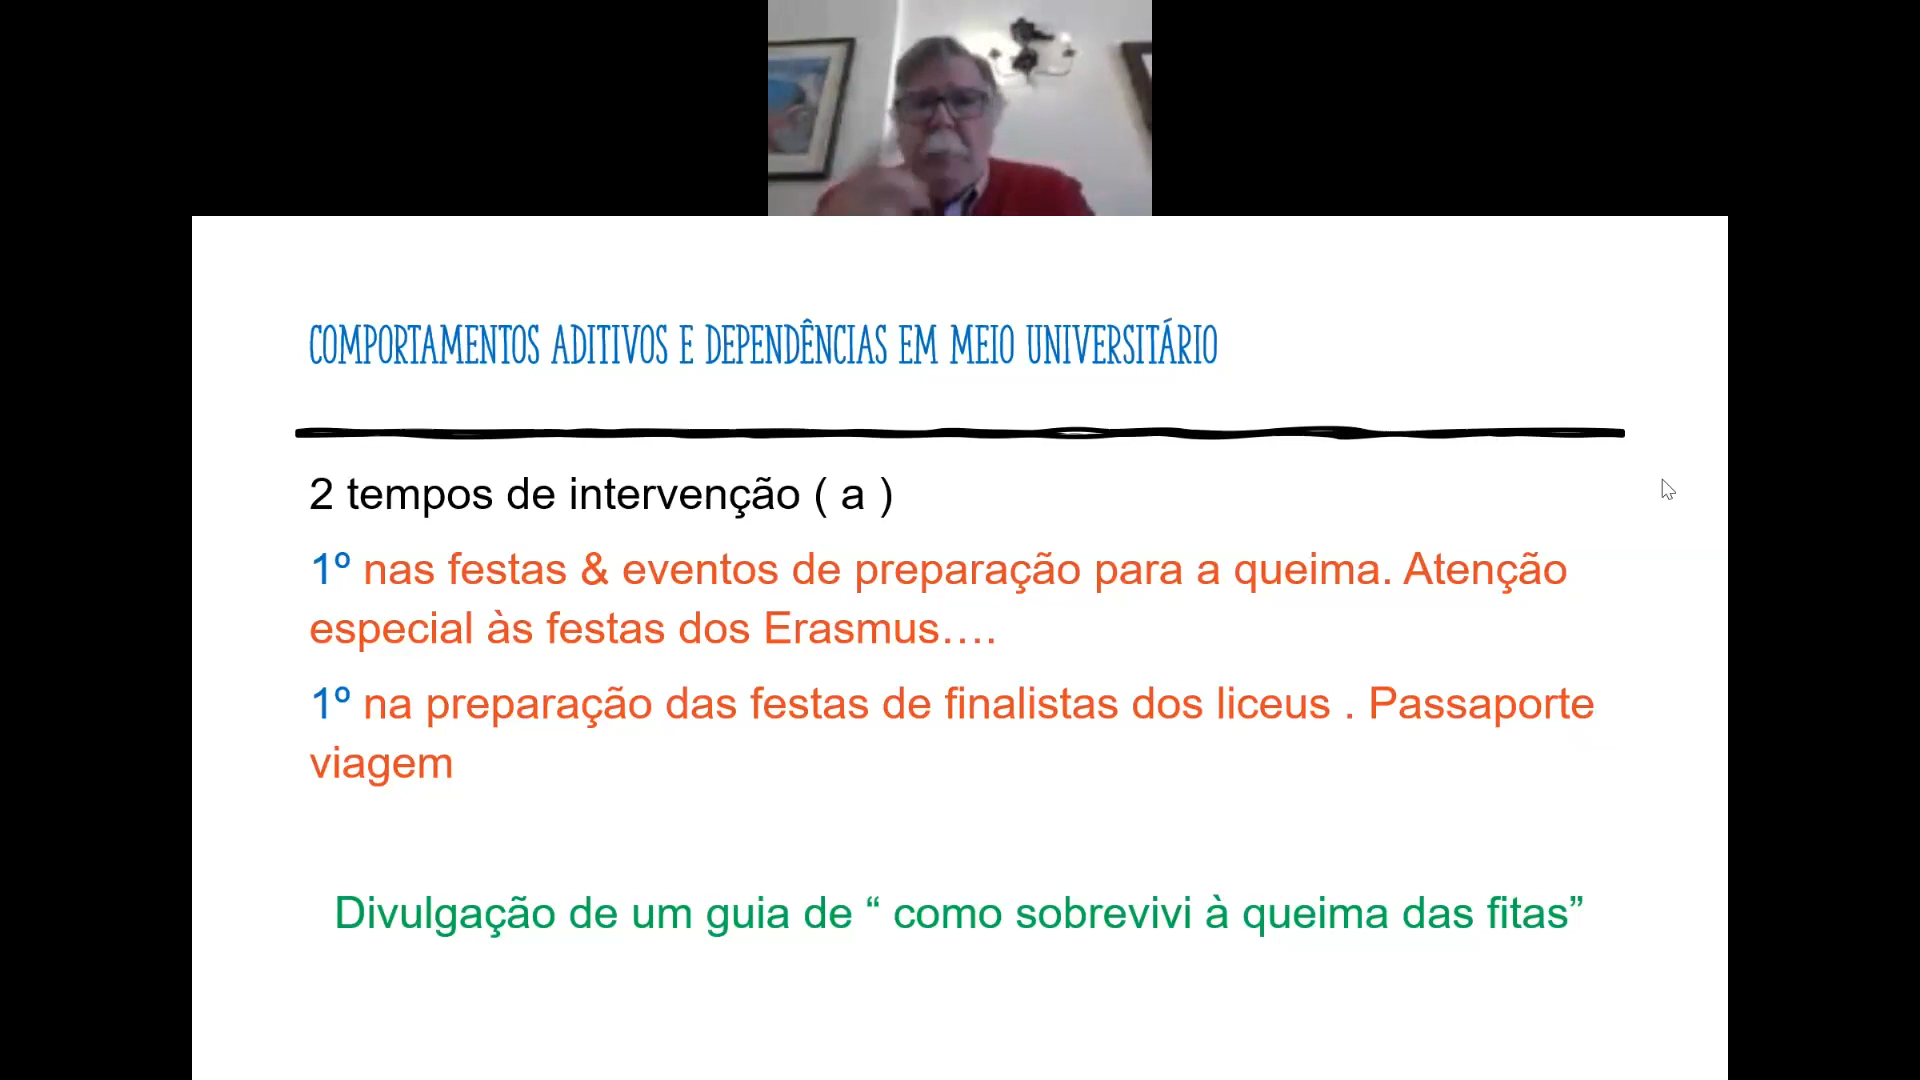 COMPORTAMENTOS ADITIVOS E DEPENDÊNCIAS EM MEIO UNIVERSITÁRIO
2 tempos de intervenção ( a )
1º nas festas & eventos de preparação para a queima. Atenção
especial às festas dos Erasmus….
1º na preparação das festas de finalistas dos liceus . Passaporte
viagem
Divulgação de um guia de “ como sobrevivi à queima das fitas”